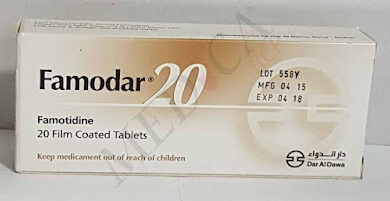 Famodar® 20
LOT 558Y
MFG 04 15
EXP 04 18
Famotidine
20 Film Coated Tablets
Keep medicament out of reach of children
دار الدواء
Dar Al Dawa